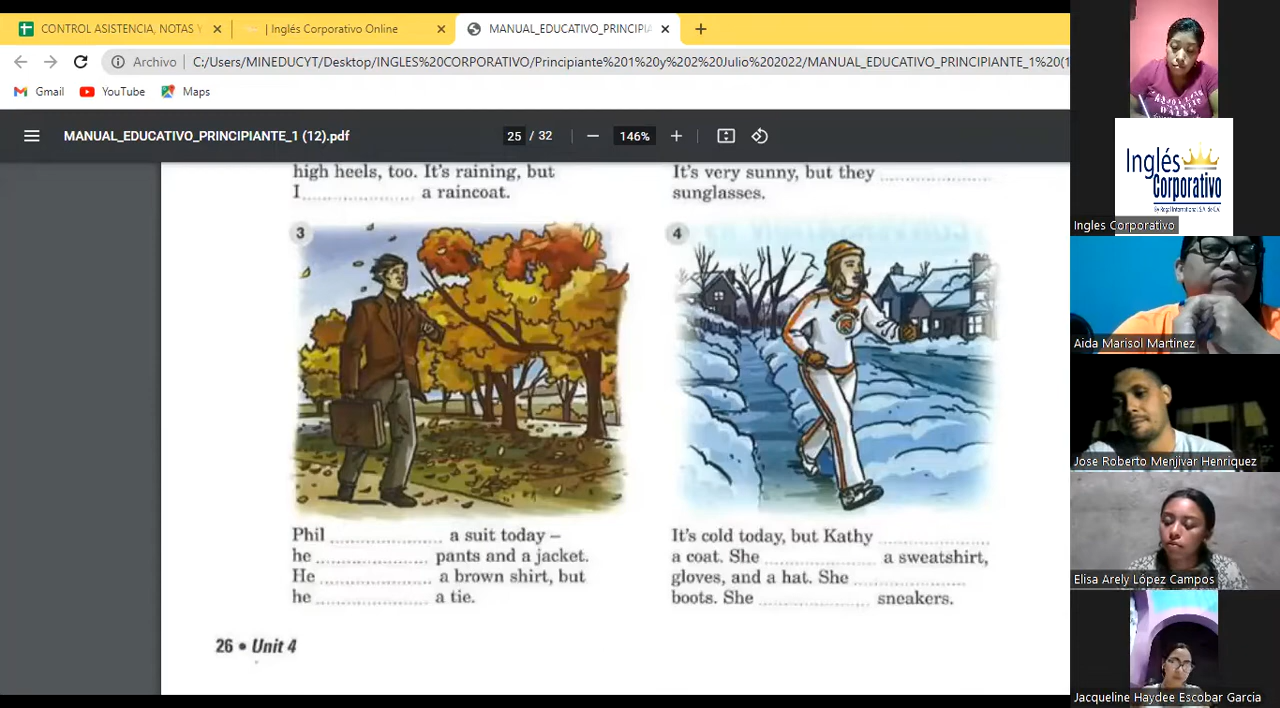 CONTROL ASISTENCIA, NOTAS Y
| Inglés Corporativo Online
MANUAL_EDUCATIVO_PRINCIPIA
Archivo
C:/Users/MINEDUCYT/Desktop/INGLES%20CORPORATIVO/Principiante%201%20y%202%20Julio%202022/MANUAL_EDUCATIVO_PRINCIPIANTE_1%20(1
Gmail
YouTube
Maps
MANUAL_EDUCATIVO_PRINCIPIANTE_1 (12).pdf
25 / 32
146%
high heels, too. It's raining, but
I .................... a raincoat.
It's very sunny, but they ....................
sunglasses.
3
4
Phil .................... a suit today –
he .................... pants and a jacket.
He .................... a brown shirt, but
he .................... a tie.
It's cold today, but Kathy ....................
a coat. She .................... a sweatshirt,
gloves, and a hat. She ....................
boots. She .................... sneakers.
26 • Unit 4
Inglés
Corporativo
Ingles Corporativo
Aida Marisol Martinez
Jose Roberto Menjivar Henriquez
Elisa Arely López Campos
Jacqueline Haydee Escobar Garcia